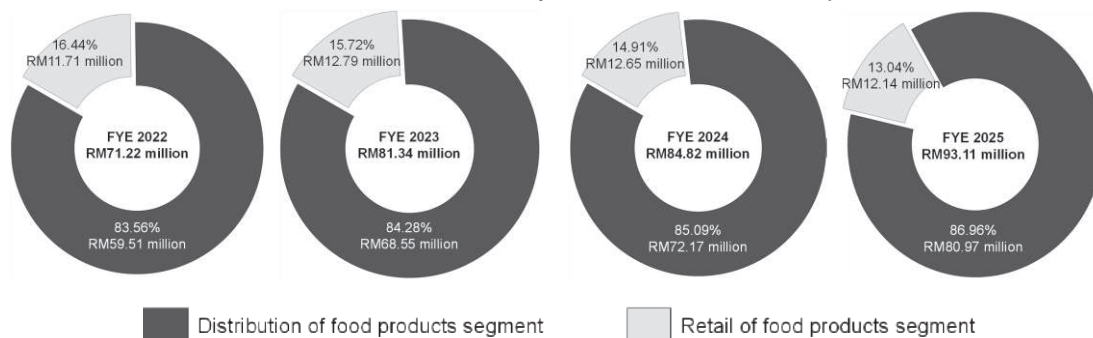 16.44%
RM11.71 million
FYE 2022
RM71.22 million
83.56%
RM59.51 million
15.72%
RM12.79 million
FYE 2023
RM81.34 million
84.28%
RM68.55 million
14.91%
RM12.65 million
FYE 2024
RM84.82 million
85.09%
RM72.17 million
13.04%
RM12.14 million
FYE 2025
RM93.11 million
86.96%
RM80.97 million
Distribution of food products segment
Retail of food products segment